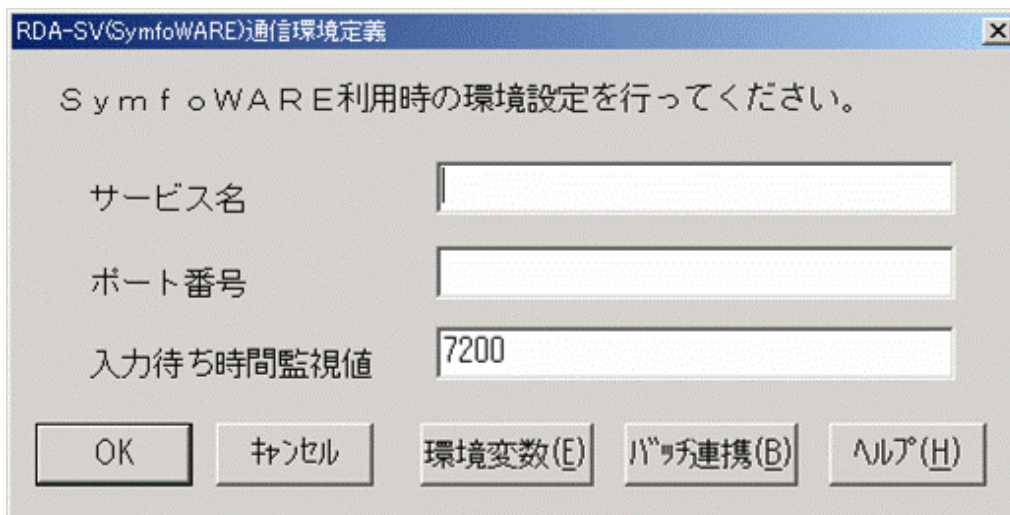 RDA-SV(SymfoWARE)通信環境定義
ＳｙｍｆｏＷＡＲＥ利用時の環境設定を行ってください。
サービス名
ポート番号
入力待ち時間監視値
7200
OK
ｷｬﾝｾﾙ
環境変数(E)
ﾊﾞｯﾁ連携(B)
ﾍﾙﾌﾟ(H)